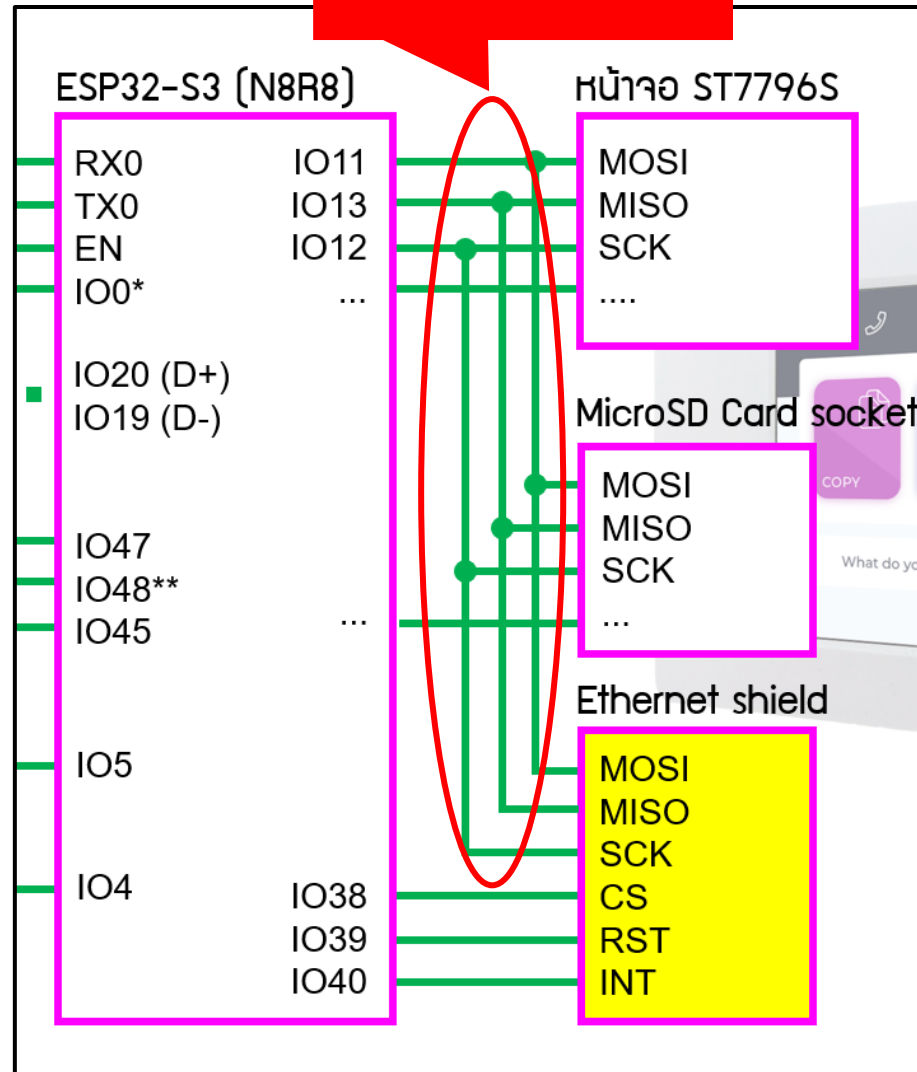 ESP32-S3 (N8R8)
RX0
TX0
EN
IO0*
IO20 (D+)
IO19 (D-)
IO47
IO48**
IO45
IO5
IO4
IO11
IO13
IO12
...
...
IO38
IO39
IO40
หน้าจอ ST7796S
MOSI
MISO
SCK
....
MicroSD Card socket
MOSI
MISO
SCK
...
Ethernet shield
MOSI
MISO
SCK
CS
RST
INT
COPY
What do yo